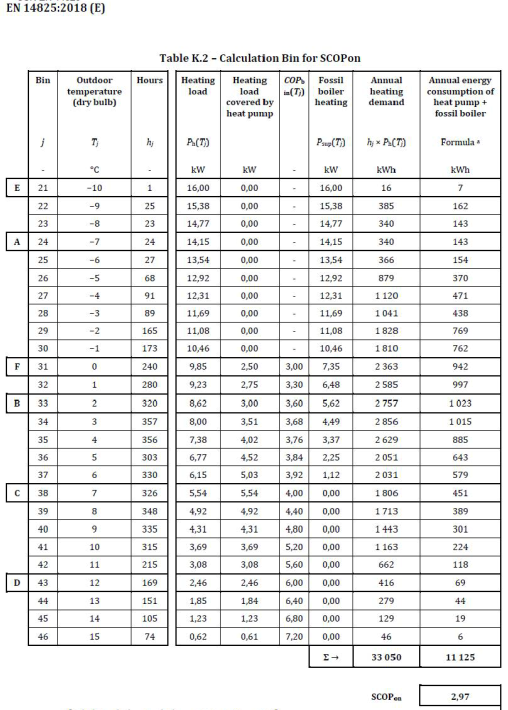 EN 14825:2018 (E)
Table K.2 – Calculation Bin for SCOPon
Bin Outdoor temperature (dry bulb) Hours Heating load Heating load covered by heat pump COPbin(Tj) Fossil boiler heating Annual heating demand Annual energy consumption of heat pump + fossil boiler
j Tj hj Ph(Tj) Psup(Tj) hj × Ph(Tj) Formula a
- °C - kW kW - kW kWh kWh
E 21 −10 1 16,00 0,00 - 16,00 16 7
22 −9 25 15,38 0,00 - 15,38 385 162
23 −8 23 14,77 0,00 - 14,77 340 143
A 24 −7 24 14,15 0,00 - 14,15 340 143
25 −6 27 13,54 0,00 - 13,54 366 154
26 −5 68 12,92 0,00 - 12,92 879 370
27 −4 91 12,31 0,00 - 12,31 1 120 471
28 −3 89 11,69 0,00 - 11,69 1 041 438
29 −2 165 11,08 0,00 - 11,08 1 828 769
30 −1 173 10,46 0,00 - 10,46 1 810 762
F 31 0 240 9,85 2,50 3,00 7,35 2 363 942
32 1 280 9,23 2,75 3,30 6,48 2 585 997
B 33 2 320 8,62 3,00 3,60 5,62 2 757 1 023
34 3 357 8,00 3,51 3,68 4,49 2 856 1 015
35 4 356 7,38 4,02 3,76 3,37 2 629 885
36 5 303 6,77 4,52 3,84 2,25 2 051 643
37 6 330 6,15 5,03 3,92 1,12 2 031 579
C 38 7 326 5,54 5,54 4,00 0,00 1 806 451
39 8 348 4,92 4,92 4,40 0,00 1 713 389
40 9 335 4,31 4,31 4,80 0,00 1 443 301
41 10 315 3,69 3,69 5,20 0,00 1 163 224
42 11 215 3,08 3,08 5,60 0,00 662 118
D 43 12 169 2,46 2,46 6,00 0,00 416 69
44 13 151 1,85 1,84 6,40 0,00 279 44
45 14 105 1,23 1,23 6,80 0,00 129 19
46 15 74 0,62 0,61 7,20 0,00 46 6
Σ → 33 050 11 125
SCOPon 2,97